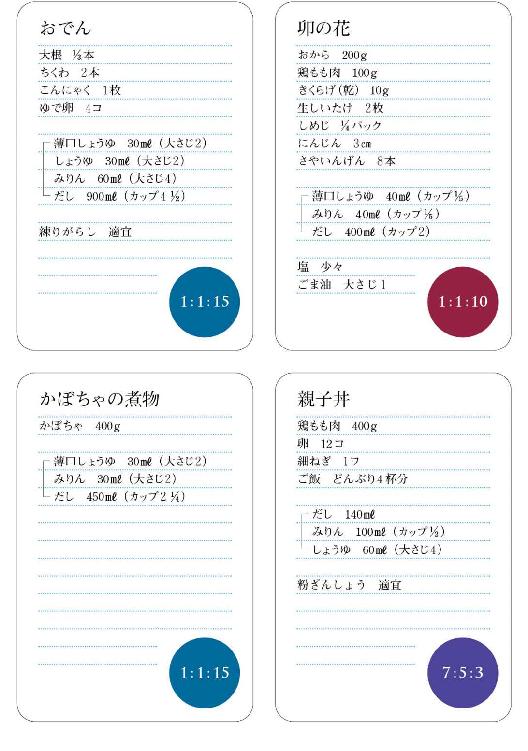 おでん
大根　½本
ちくわ　2本
こんにゃく　1枚
ゆで卵　4コ
薄口しょうゆ　30mℓ（大さじ2）
しょうゆ　30mℓ（大さじ2）
みりん　60mℓ（大さじ4）
だし　900mℓ（カップ4½）
練りがらし　適宜
1:1:15
卯の花
おから　200g
鶏もも肉　100g
きくらげ（乾）　10g
生しいたけ　2枚
しめじ　¼パック
にんじん　3㎝
さやいんげん　8本
薄口しょうゆ　40mℓ（カップ⅕）
みりん　40mℓ（カップ⅕）
だし　400mℓ（カップ2）
塩　少々
ごま油　大さじ1
1:1:10
かぼちゃの煮物
かぼちゃ　400g
薄口しょうゆ　30mℓ（大さじ2）
みりん　30mℓ（大さじ2）
だし　450mℓ（カップ2¼）
1:1:15
親子丼
鶏もも肉　400g
卵　12コ
細ねぎ　1ワ
ご飯　どんぶり4杯分
だし　140mℓ
みりん　100mℓ（カップ½）
しょうゆ　60mℓ（大さじ4）
粉ざんしょう　適宜
7:5:3